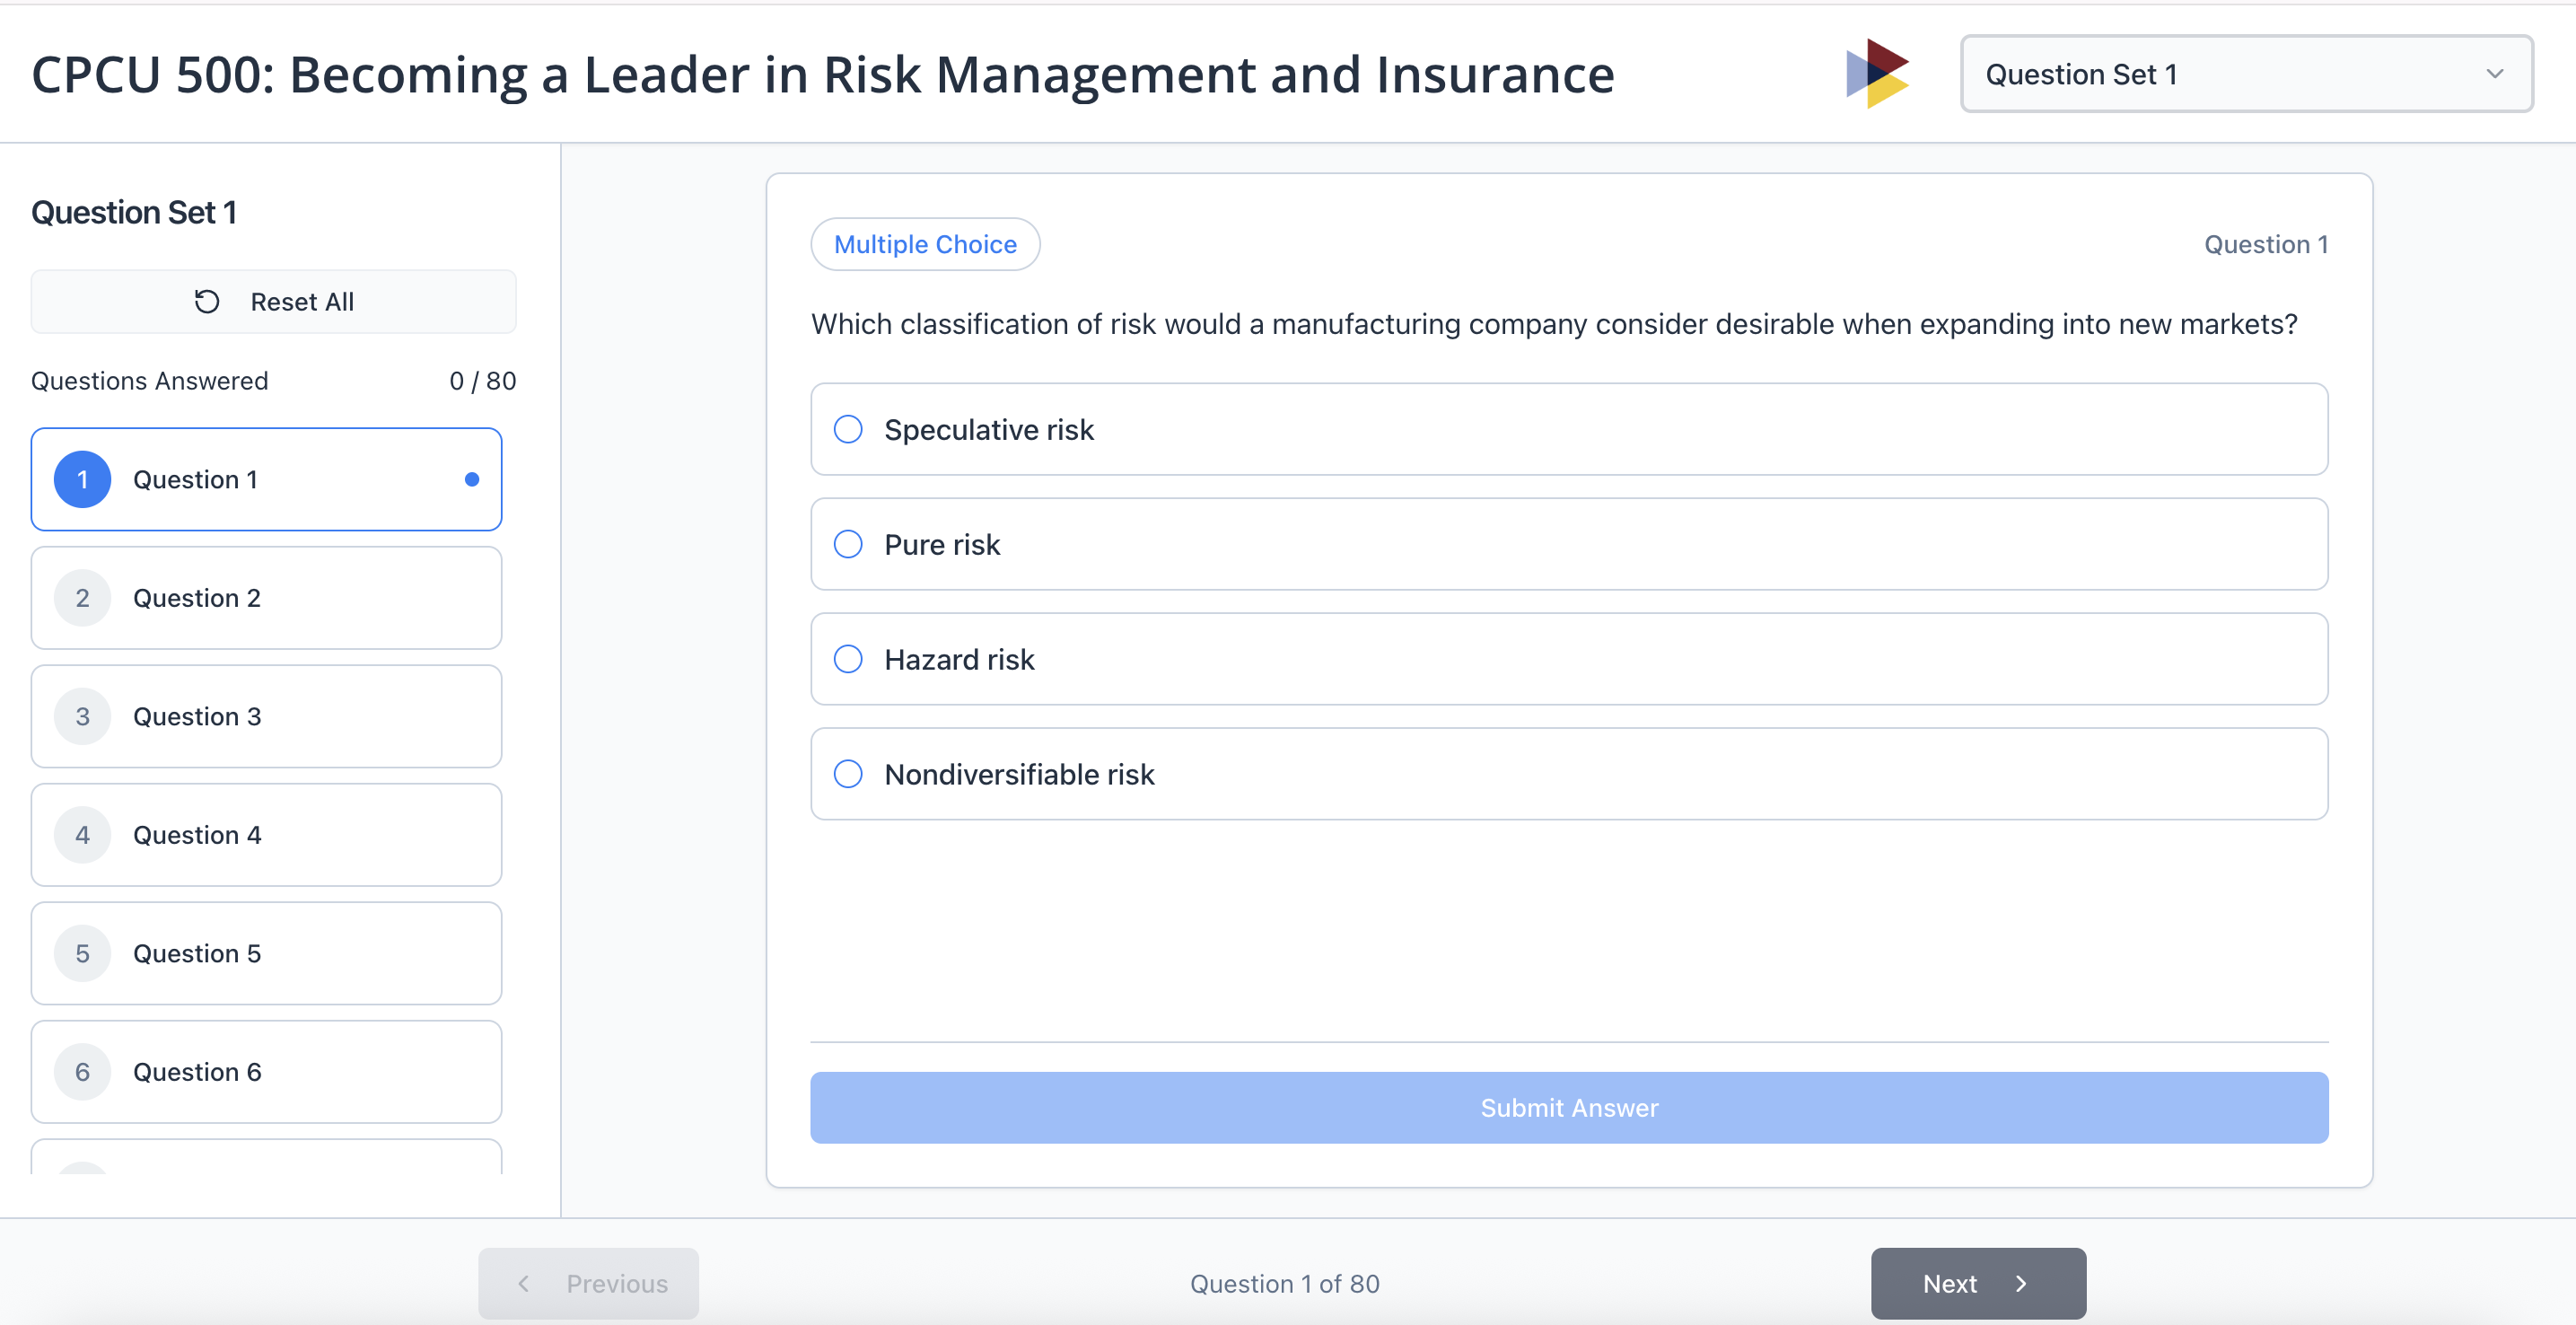 CPCU 500: Becoming a Leader in Risk Management and Insurance
Question Set 1
Question Set 1
Reset All
Questions Answered 0 / 80
1 Question 1
2 Question 2
3 Question 3
4 Question 4
5 Question 5
6 Question 6
Multiple Choice
Question 1
Which classification of risk would a manufacturing company consider desirable when expanding into new markets?
Speculative risk
Pure risk
Hazard risk
Nondiversifiable risk
Submit Answer
Previous
Question 1 of 80
Next